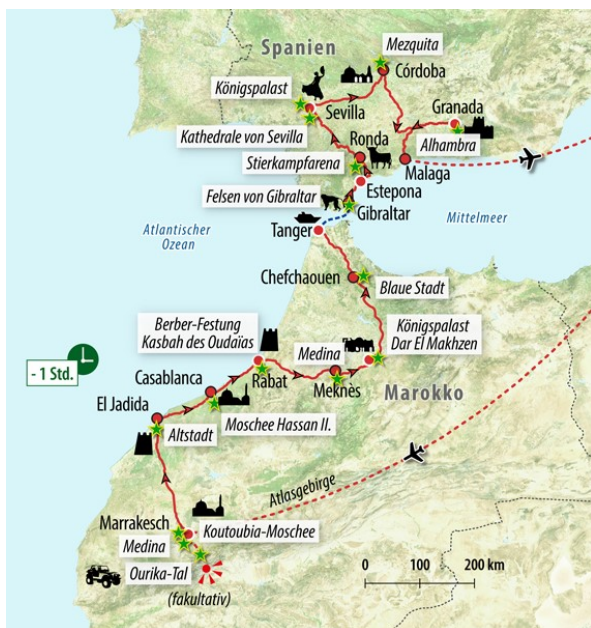 Spanien
Mezquita
Córdoba
Königspalast
Sevilla
Granada
Kathedrale von Sevilla
Ronda
Alhambra
Stierkampfarena
Malaga
Estepona
Felsen von Gibraltar
Gibraltar
Mittelmeer
Atlantischer
Ozean
Tanger
Chefchaouen
Blaue Stadt
Berber-Festung
Kasbah des Oudaïas
Königspalast
Dar El Makhzen
Medina
- 1 Std.
Rabat
Meknès
Marokko
Casablanca
El Jadida
Moschee Hassan II.
Altstadt
Atlasgebirge
Marrakesch
Koutoubia-Moschee
Medina
Ourika-Tal
(fakultativ)
0 100 200 km